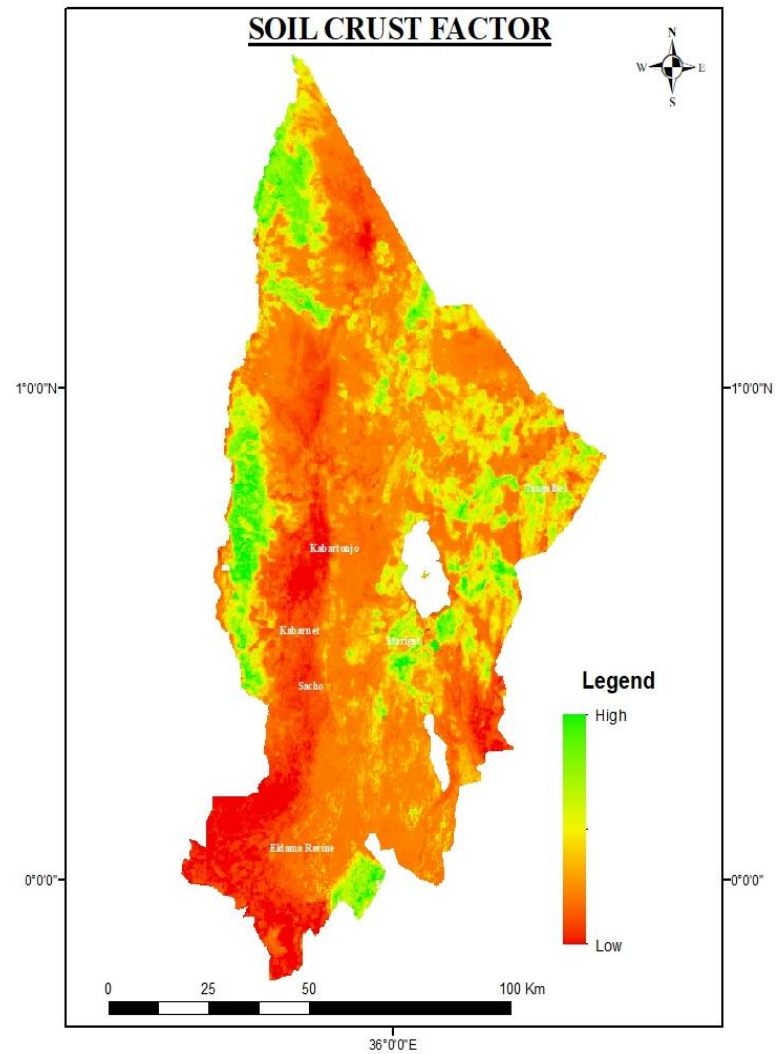 SOIL CRUST FACTOR
N
W E
S
1°0'0"N 1°0'0"N
Tangulbei
Kabartonjo
Kabarnet
Marigat
Sacho
Legend
High
Eldama Ravine
0°0'0" 0°0'0"
Low
0 25 50 100 Km
36°0'0"E